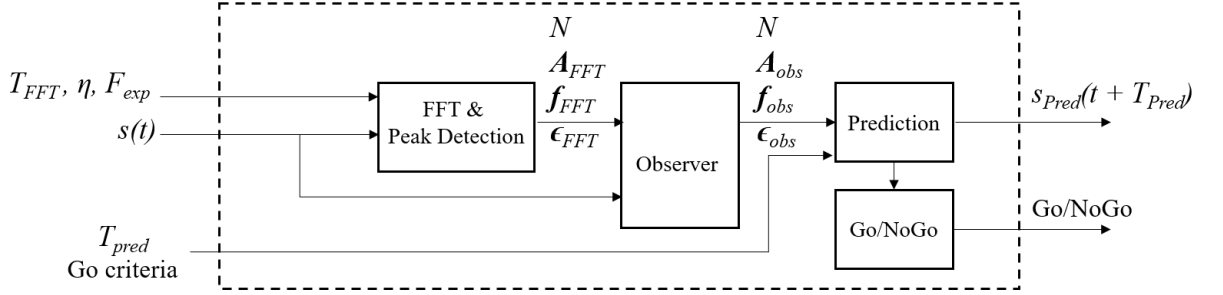 T_FFT, η, F_exp
s(t)
T_pred
Go criteria
FFT &
Peak Detection
N
A_FFT
f_FFT
ϵ_FFT
Observer
N
A_obs
f_obs
ϵ_obs
Prediction
Go/NoGo
s_Pred(t + T_Pred)
Go/NoGo